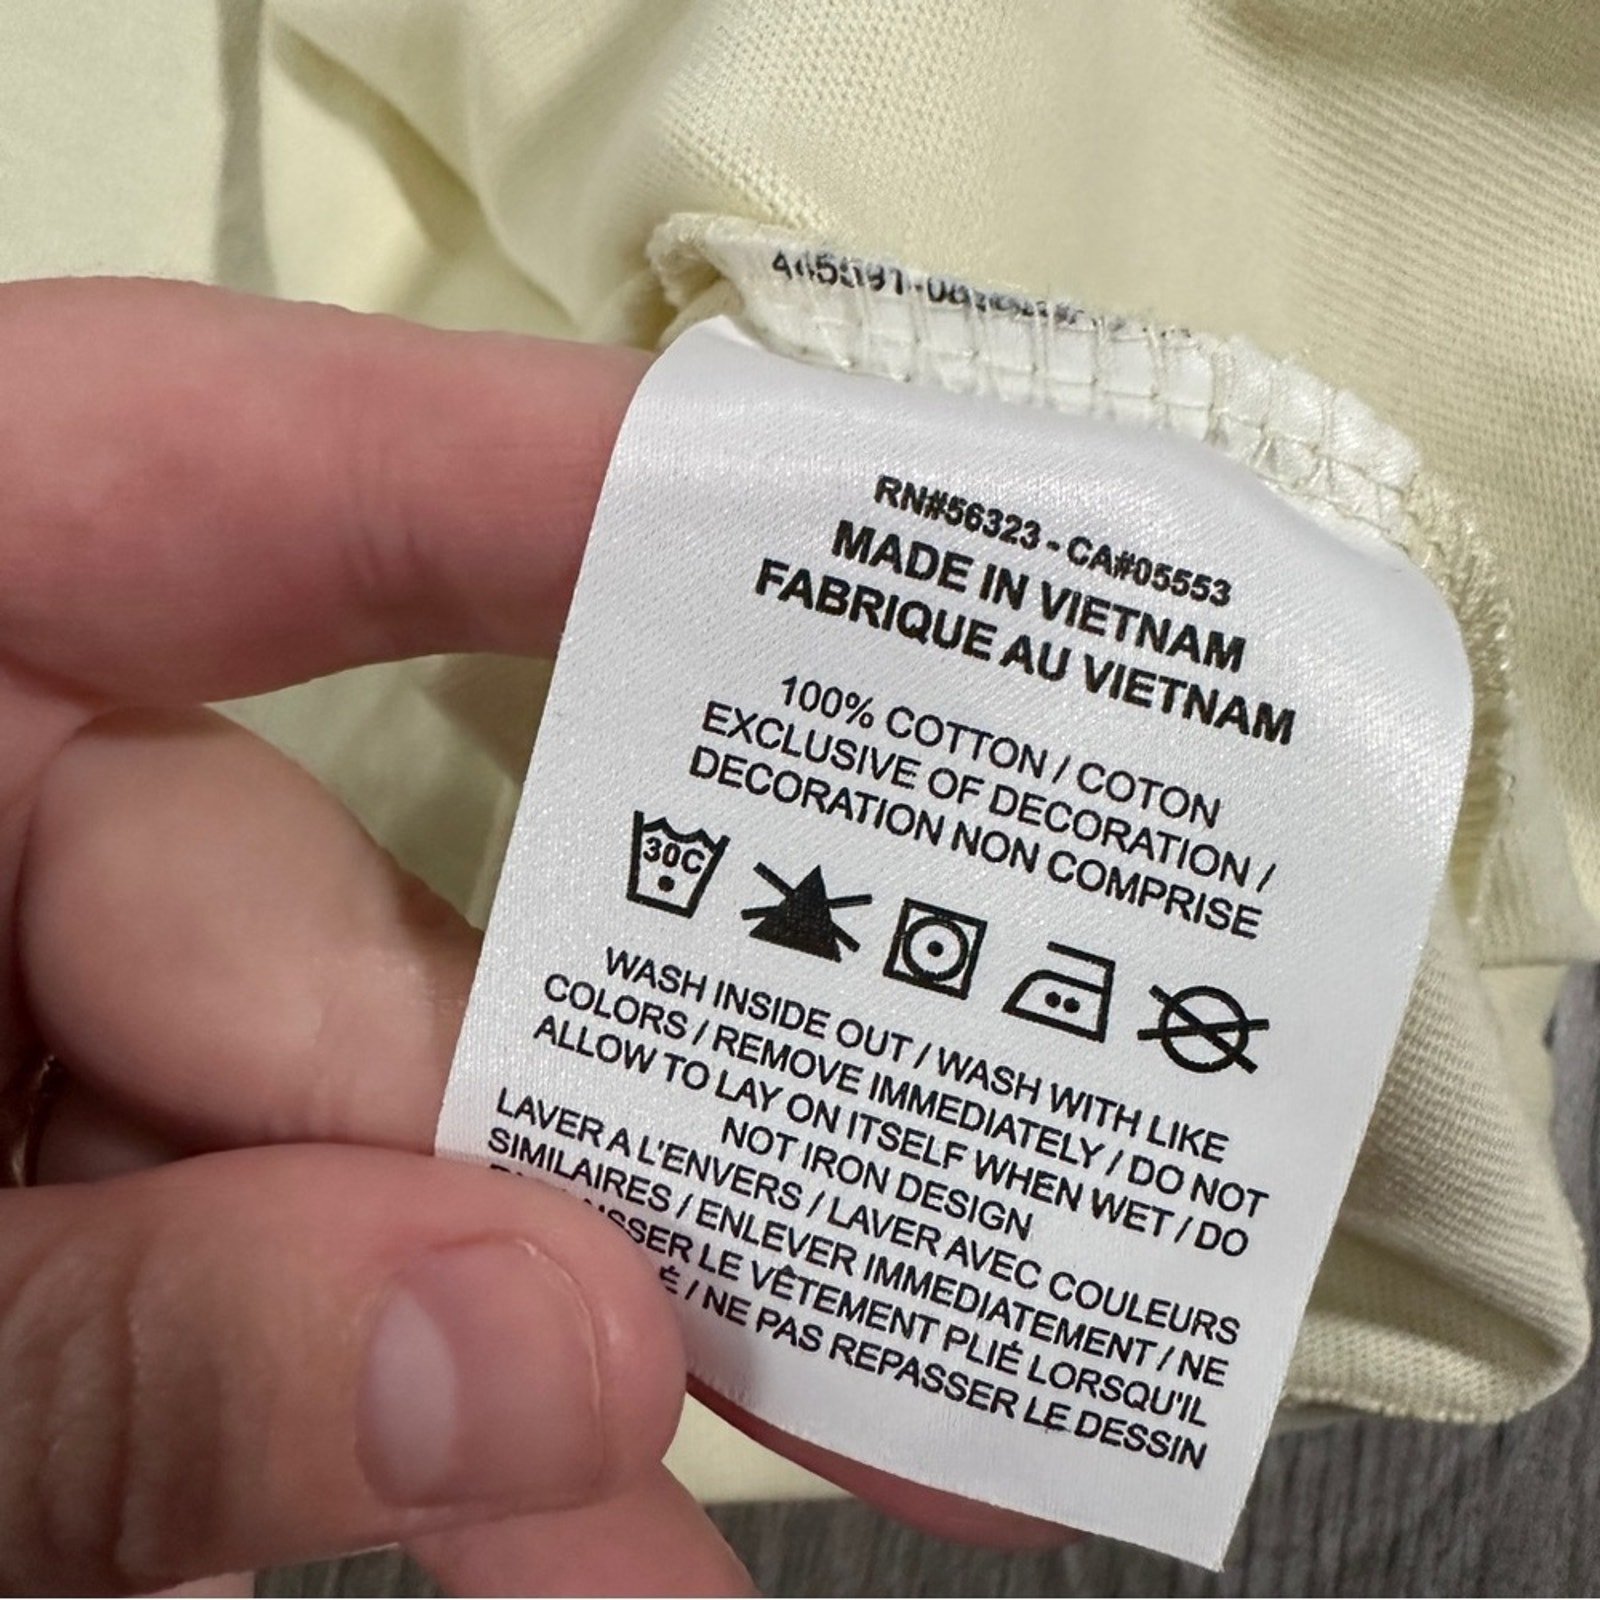 RN#56323 - CA#05553
MADE IN VIETNAM
FABRIQUE AU VIETNAM
100% COTTON / COTON
EXCLUSIVE OF DECORATION /
DECORATION NON COMPRISE
30C
WASH INSIDE OUT / WASH WITH LIKE
COLORS / REMOVE IMMEDIATELY / DO NOT
ALLOW TO LAY ON ITSELF WHEN WET / DO
NOT IRON DESIGN
LAVER A L'ENVERS / LAVER AVEC COULEURS
SIMILAIRES / ENLEVER IMMEDIATEMENT / NE
LE VÊTEMENT PLIÉ LORSQU'IL
/ NE PAS REPASSER LE DESSIN